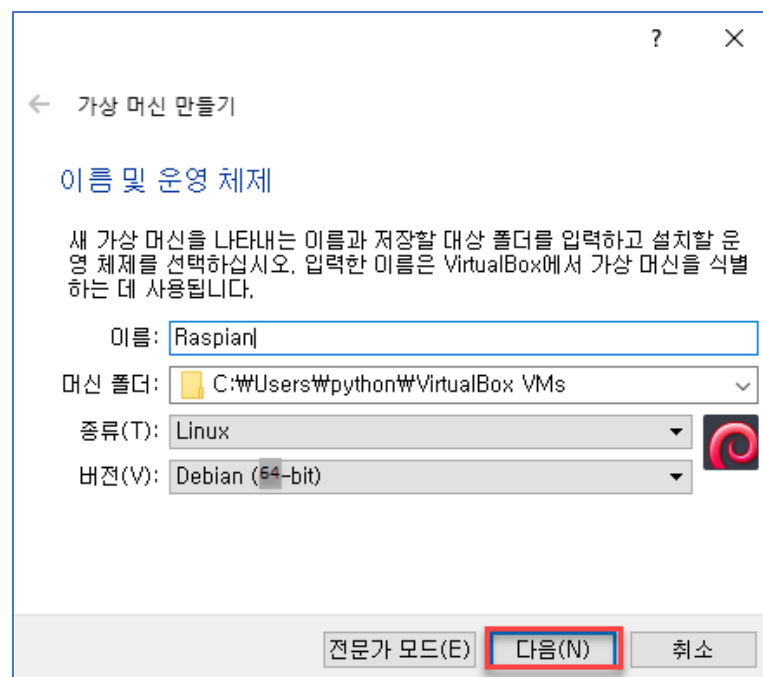 ?
가상 머신 만들기
이름 및 운영 체제
새 가상 머신을 나타내는 이름과 저장할 대상 폴더를 입력하고 설치할 운
영 체제를 선택하십시오. 입력한 이름은 VirtualBox에서 가상 머신을 식별
하는 데 사용됩니다.
이름: Raspian
머신 폴더: C:₩Users₩python₩VirtualBox VMs
종류(T): Linux
버전(V): Debian (64-bit)
전문가 모드(E) 다음(N) 취소